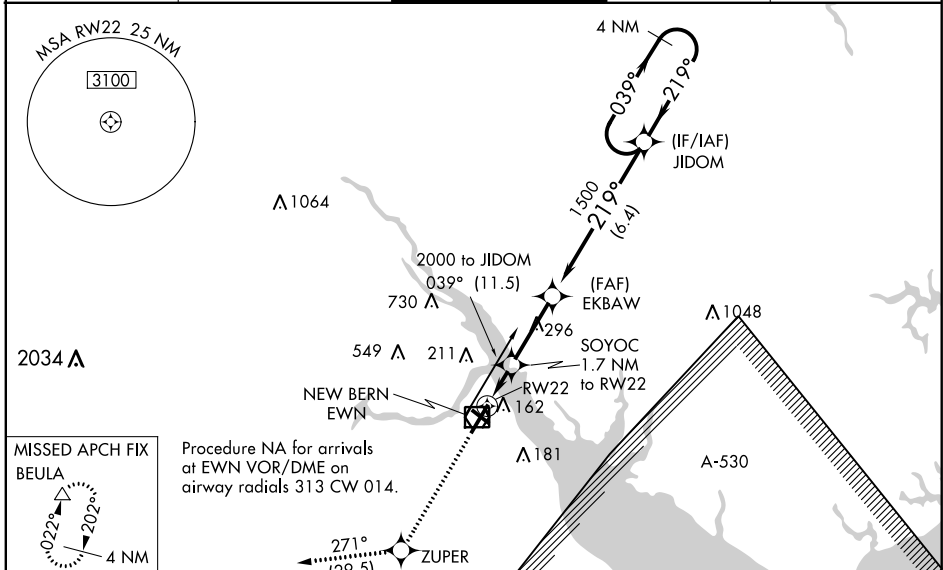 MSA RW22 25 NM
3100
4 NM
039°
219°
(IF/IAF)
JIDOM
1500
219°
(6.4)
1064
2000 to JIDOM
039° (11.5)
(FAF)
EKBAW
730
296
1048
2034
549
211
SOYOC
1.7 NM
to RW22
NEW BERN
EWN
RW22
162
181
A-530
MISSED APCH FIX
BEULA
022°
202°
4 NM
Procedure NA for arrivals
at EWN VOR/DME on
airway radials 313 CW 014.
271°
ZUPER